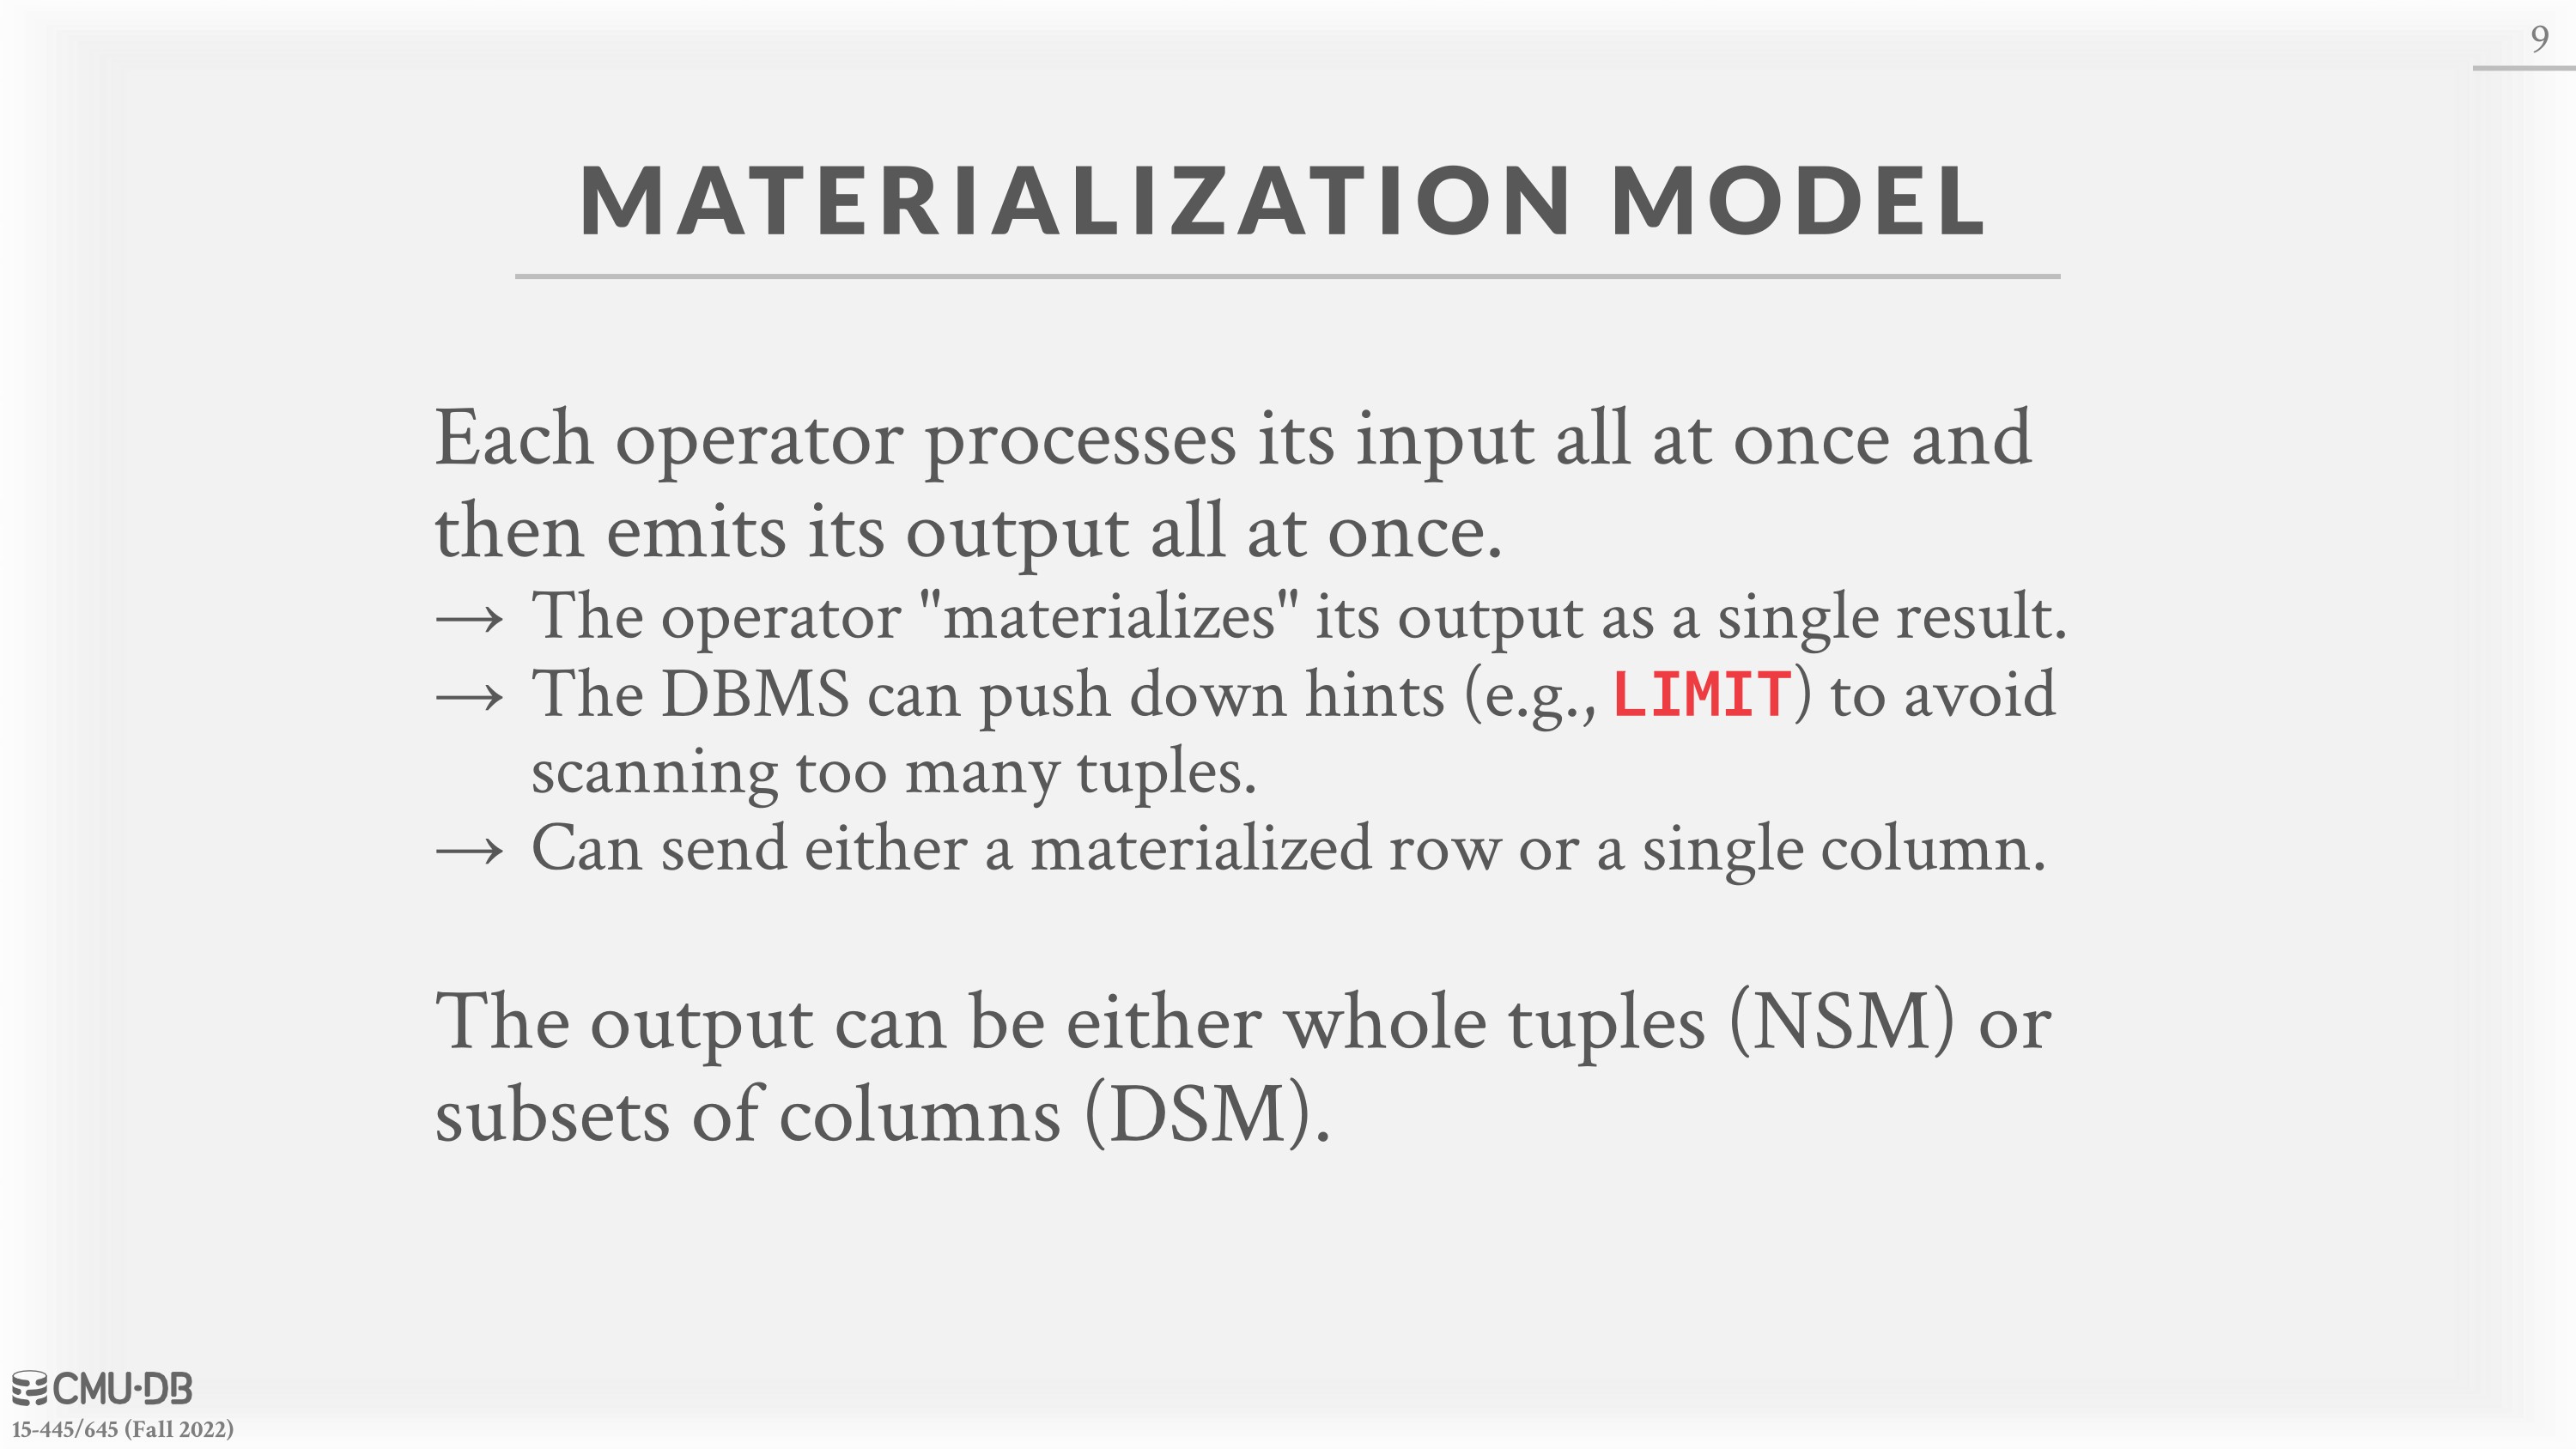 9
MATERIALIZATION MODEL
Each operator processes its input all at once and
then emits its output all at once.
→ The operator "materializes" its output as a single result.
→ The DBMS can push down hints (e.g., LIMIT) to avoid
scanning too many tuples.
→ Can send either a materialized row or a single column.
The output can be either whole tuples (NSM) or
subsets of columns (DSM).
CMU·DB
15-445/645 (Fall 2022)